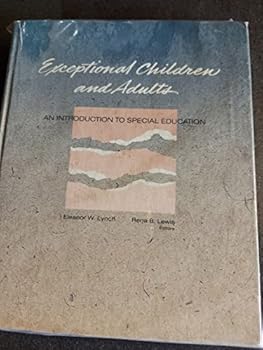 Exceptional Children
and Adults
AN INTRODUCTION TO SPECIAL EDUCATION
Eleanor W. Lynch Rena B. Lewis
Editors